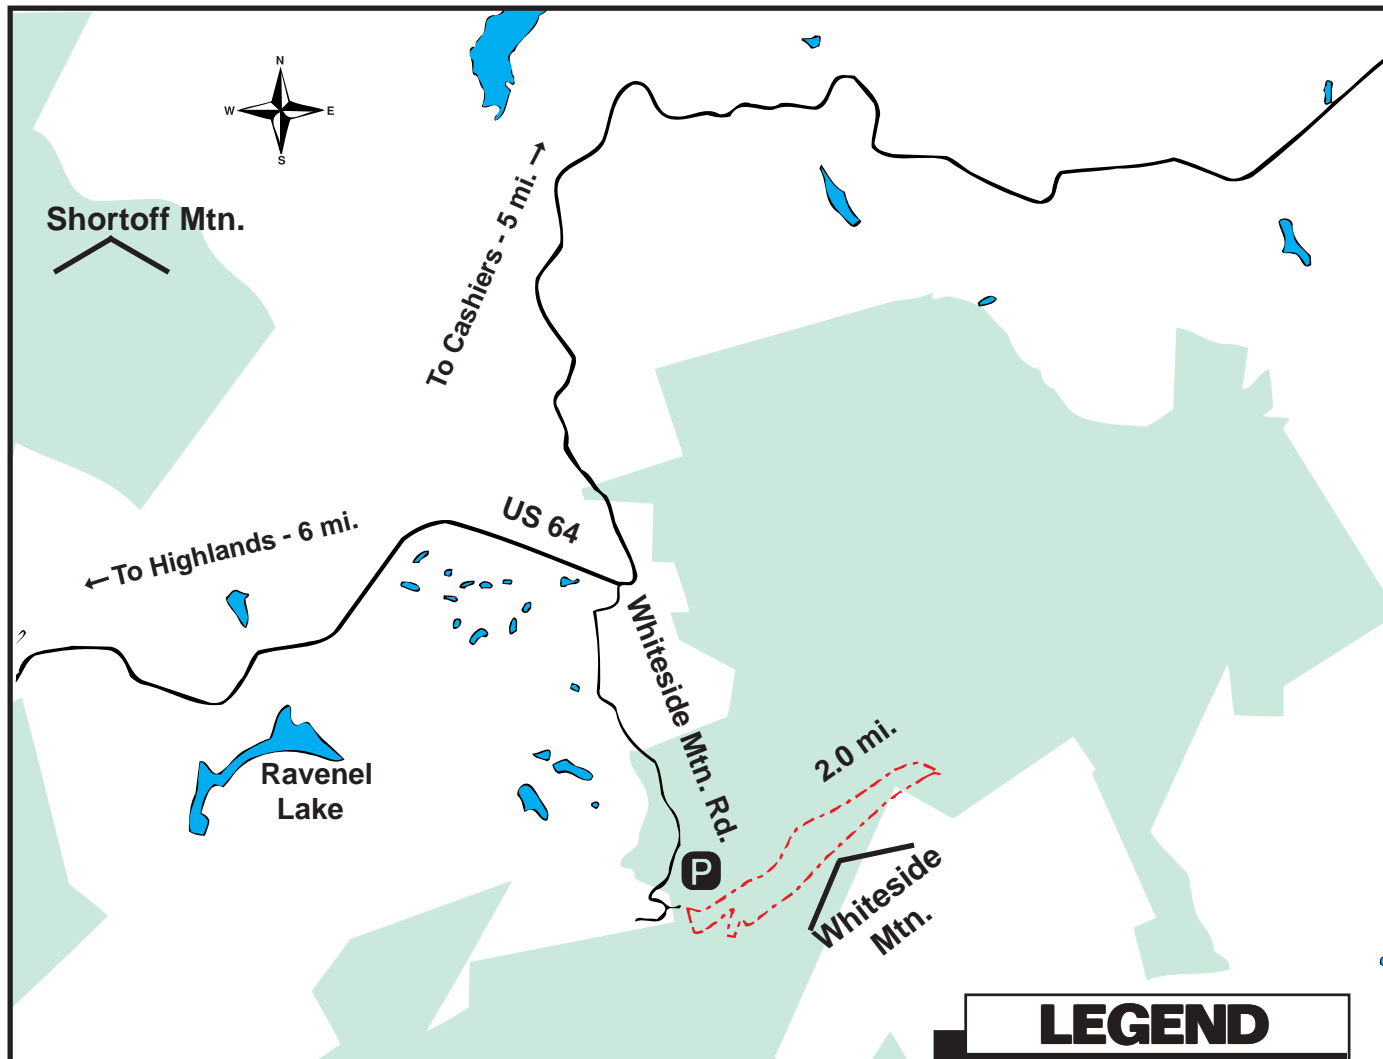 N
W E
S
Shortoff Mtn.
To Cashiers - 5 mi.
US 64
To Highlands - 6 mi.
Whiteside Mtn. Rd.
Ravenel
Lake
2.0 mi.
P
Whiteside
Mtn.
LEGEND